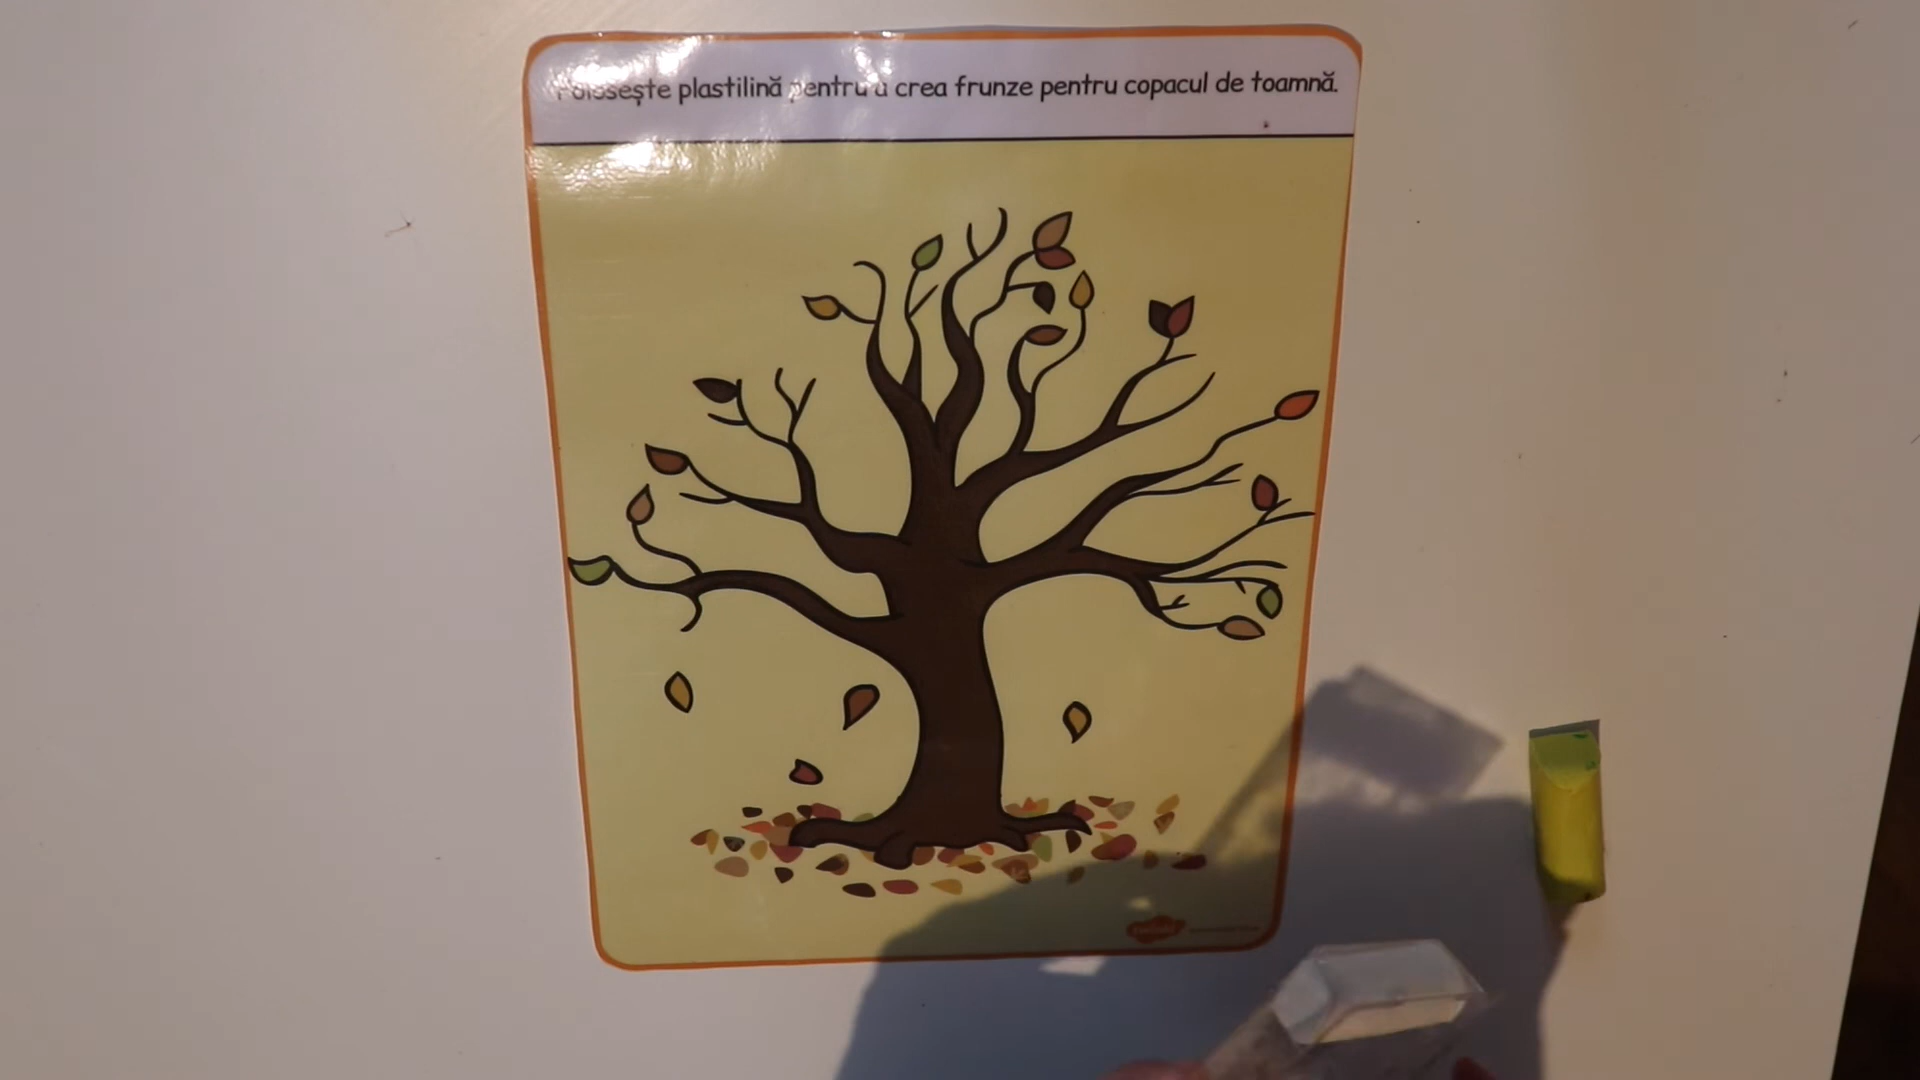 Folosește plastilină pentru a crea frunze pentru copacul de toamnă.